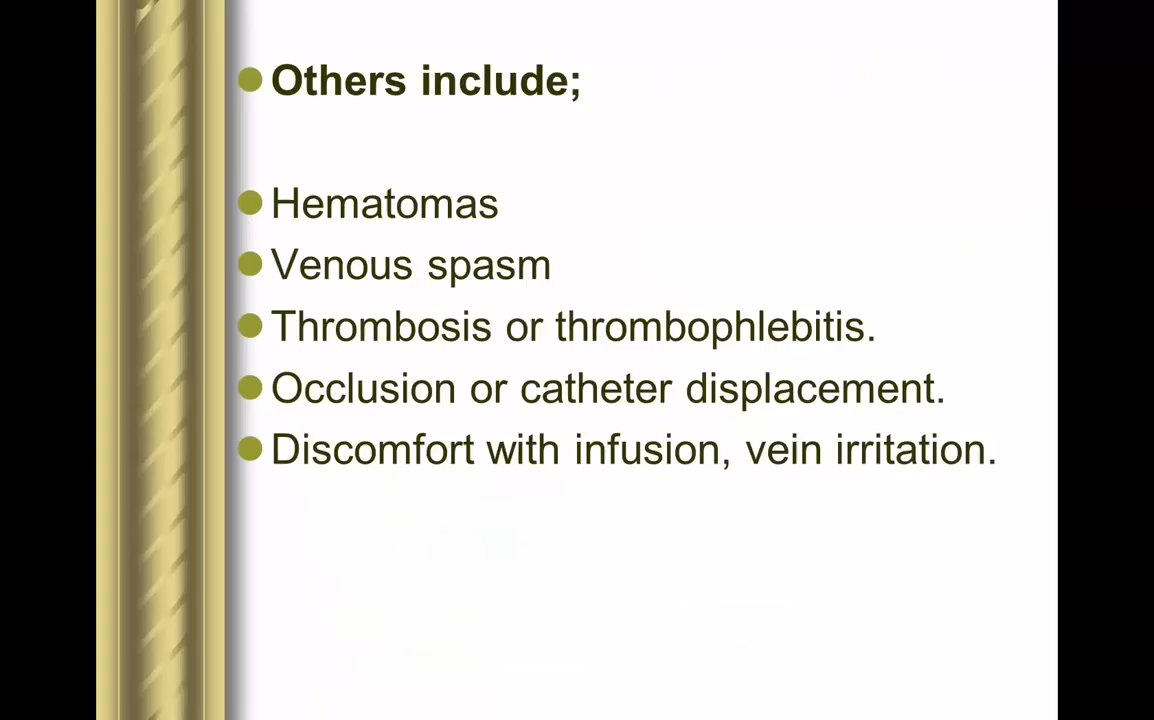 Others include;
Hematomas
Venous spasm
Thrombosis or thrombophlebitis.
Occlusion or catheter displacement.
Discomfort with infusion, vein irritation.